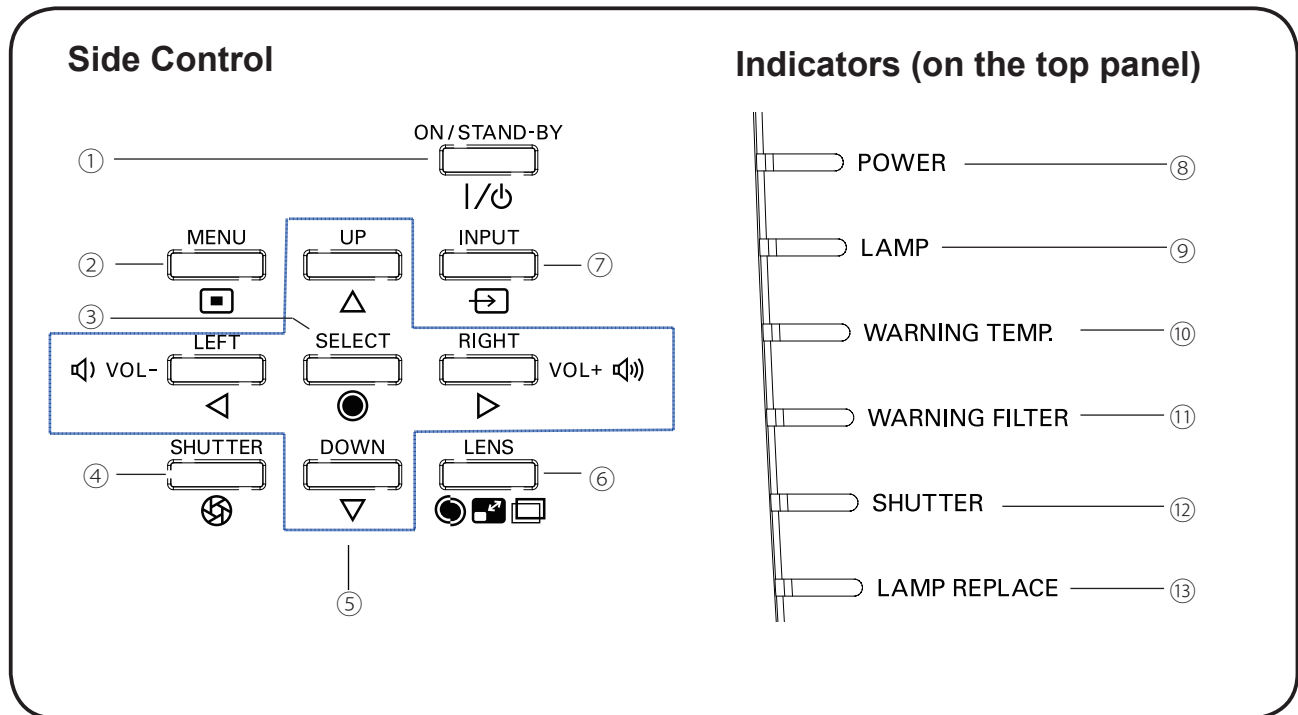 Side Control
ON/STAND-BY
①
MENU
UP
INPUT
②
⑦
③
LEFT
SELECT
RIGHT
VOL-
VOL+
SHUTTER
DOWN
LENS
④
⑥
⑤
Indicators (on the top panel)
POWER ⑧
LAMP ⑨
WARNING TEMP. ⑩
WARNING FILTER ⑪
SHUTTER ⑫
LAMP REPLACE ⑬